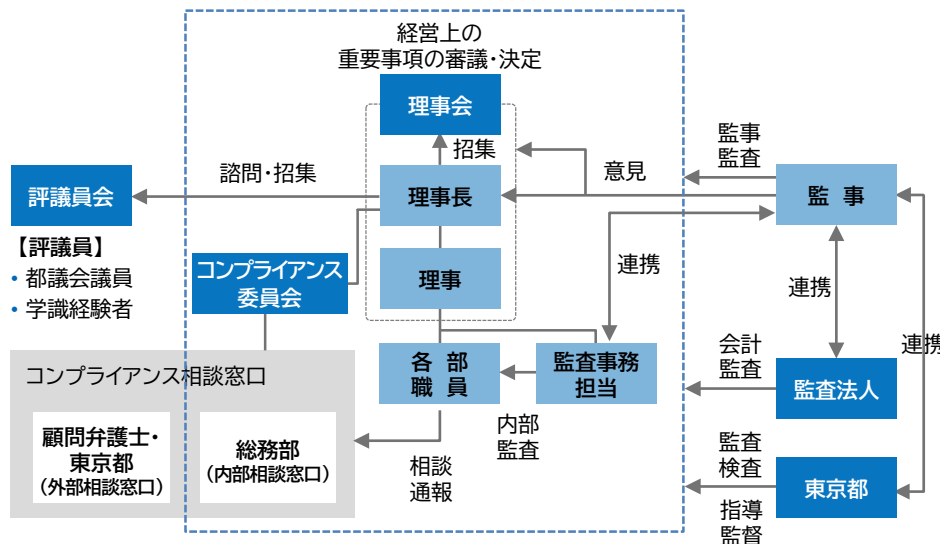 経営上の
重要事項の審議・決定
理事会
招集
監事
監査
諮問・招集
意見
評議員会
理事長
監 事
【評議員】
• 都議会議員
• 学識経験者
コンプライアンス
委員会
理事
連携
連携
連携
コンプライアンス相談窓口
各 部
職 員
監査事務
担当
会計
監査
監査法人
顧問弁護士・
東京都
(外部相談窓口)
総務部
(内部相談窓口)
相談
通報
内部
監査
監査
検査
東京都
指導
監督